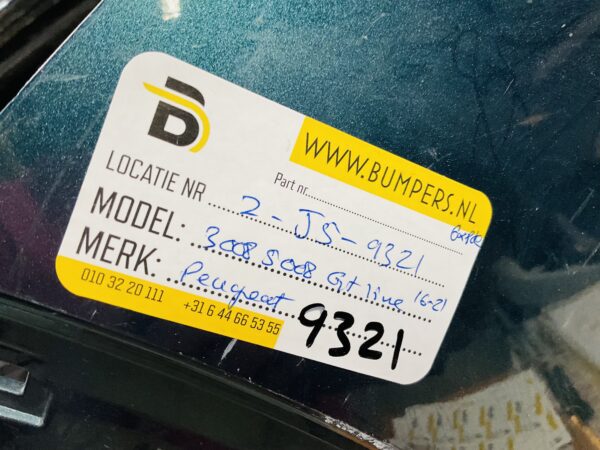 WWW.BUMPERS.NL
Part nr.
LOCATIE NR 2-J5-9321
MODEL: 3008 5008 Gt line 16-21
MERK: Peugeot
010 32 20 111 +31 6 44 66 53 55
9321